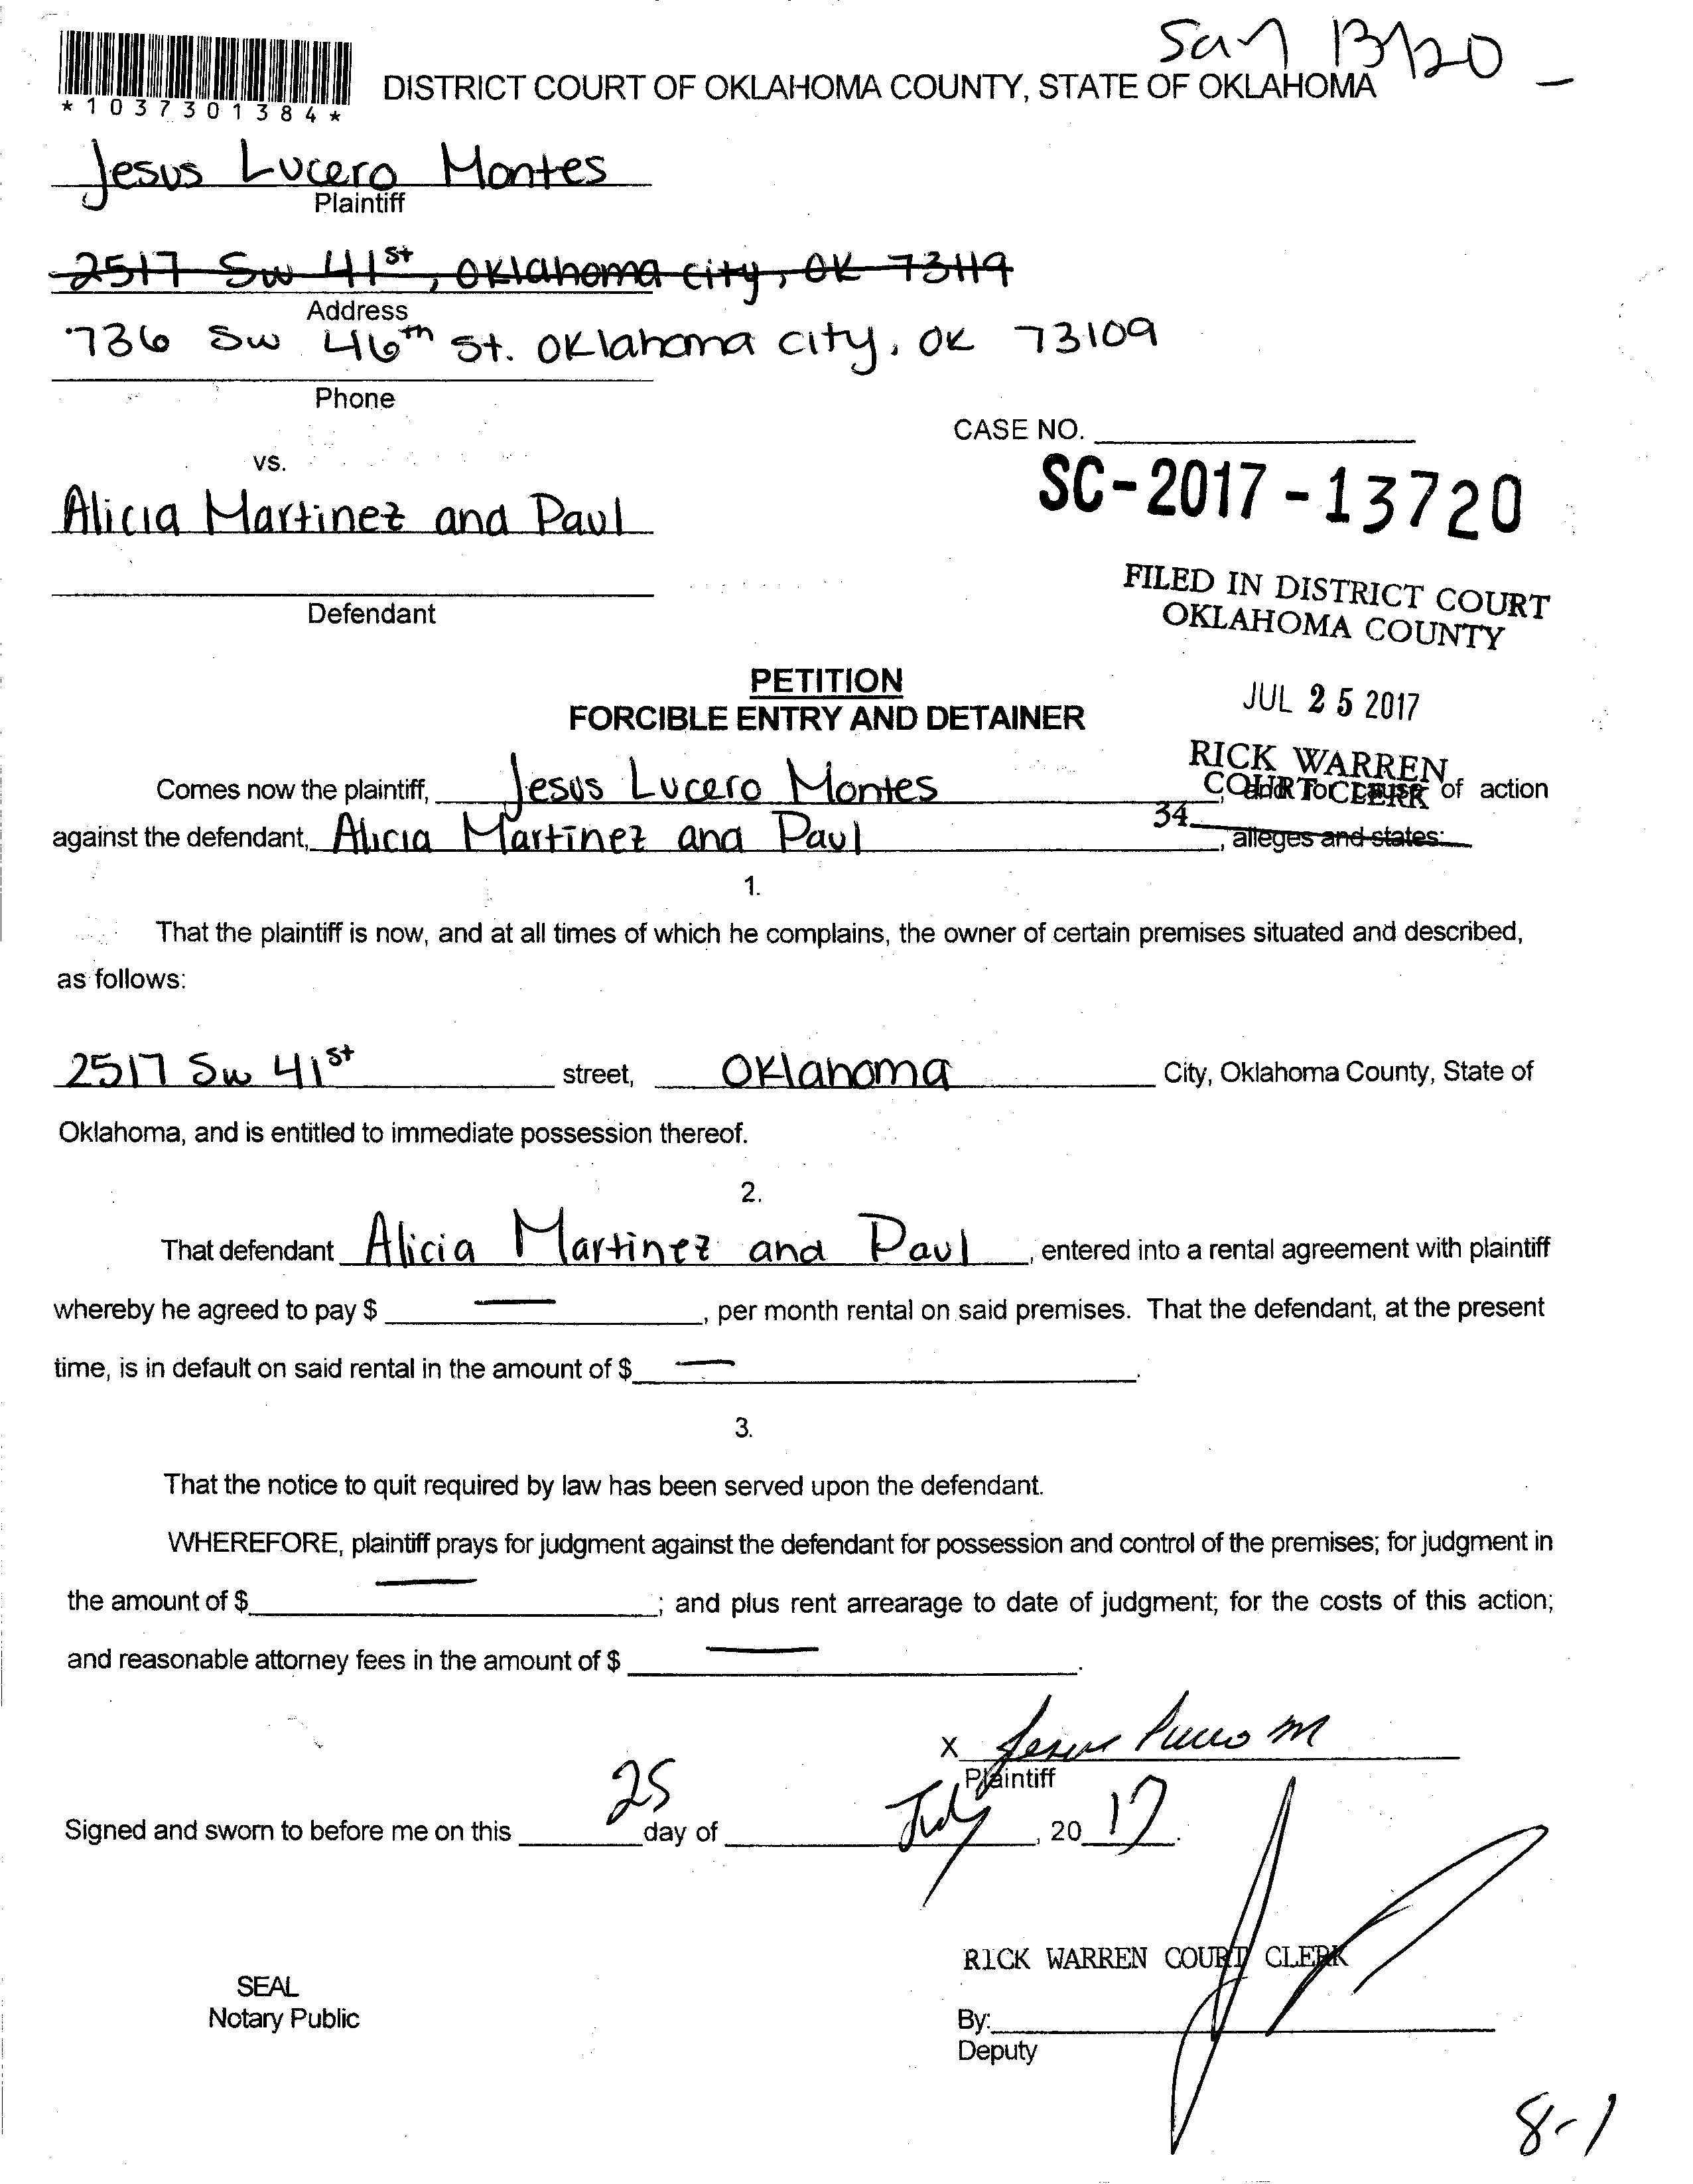 DISTRICT COURT OF OKLAHOMA COUNTY, STATE OF OKLAHOMA
*1037301384*
Jesus Lucero Montes
Plaintiff
2517 Sw 41st, Oklahoma city, OK 73119
Address
736 Sw 46th St. Oklahoma city, OK 73109
Phone
CASE NO.
vs.
SC-2017-13720
Alicia Martinez and Paul
FILED IN DISTRICT COURT
OKLAHOMA COUNTY
Defendant
PETITION
JUL 25 2017
FORCIBLE ENTRY AND DETAINER
RICK WARREN
COURT CLERK
Comes now the plaintiff, Jesus Lucero Montes, and for cause of action
34
against the defendant, Alicia Martinez and Paul, alleges and states:
1.
That the plaintiff is now, and at all times of which he complains, the owner of certain premises situated and described,
as follows:
2517 Sw 41st street, Oklahoma City, Oklahoma County, State of
Oklahoma, and is entitled to immediate possession thereof.
2.
That defendant Alicia Martinez and Paul, entered into a rental agreement with plaintiff
whereby he agreed to pay $ —, per month rental on said premises. That the defendant, at the present
time, is in default on said rental in the amount of $ —.
3.
That the notice to quit required by law has been served upon the defendant.
WHEREFORE, plaintiff prays for judgment against the defendant for possession and control of the premises; for judgment in
the amount of $ —; and plus rent arrearage to date of judgment; for the costs of this action;
and reasonable attorney fees in the amount of $ —.
X Jesus Lucero M
Plaintiff
Signed and sworn to before me on this 25 day of July, 2017.
RICK WARREN COURT CLERK
SEAL
Notary Public
By:
Deputy
8-1